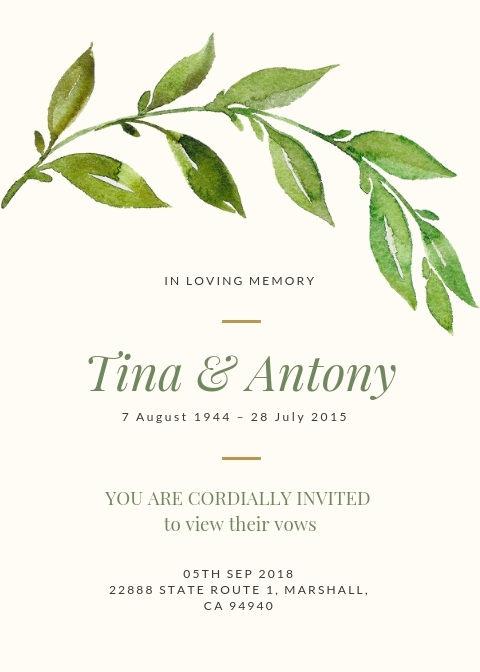 IN LOVING MEMORY
Tina & Antony
7 August 1944 – 28 July 2015
YOU ARE CORDIALLY INVITED
to view their vows
05TH SEP 2018
22888 STATE ROUTE 1, MARSHALL,
CA 94940